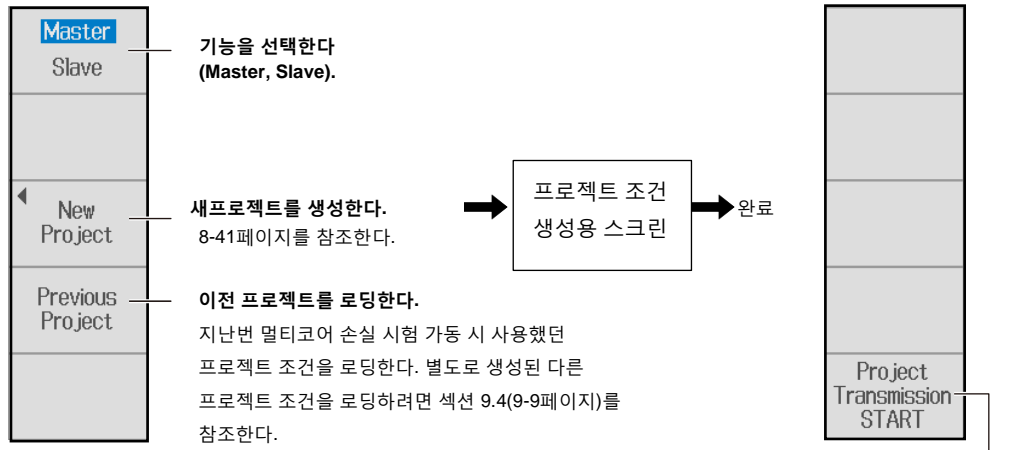 Master
Slave
기능을 선택한다
(Master, Slave).
New
Project
새프로젝트를 생성한다.
8-41페이지를 참조한다.
프로젝트 조건
생성용 스크린
완료
Previous
Project
이전 프로젝트를 로딩한다.
지난번 멀티코어 손실 시험 가동 시 사용했던
프로젝트 조건을 로딩한다. 별도로 생성된 다른
프로젝트 조건을 로딩하려면 섹션 9.4(9-9페이지)를
참조한다.
Project
Transmission
START